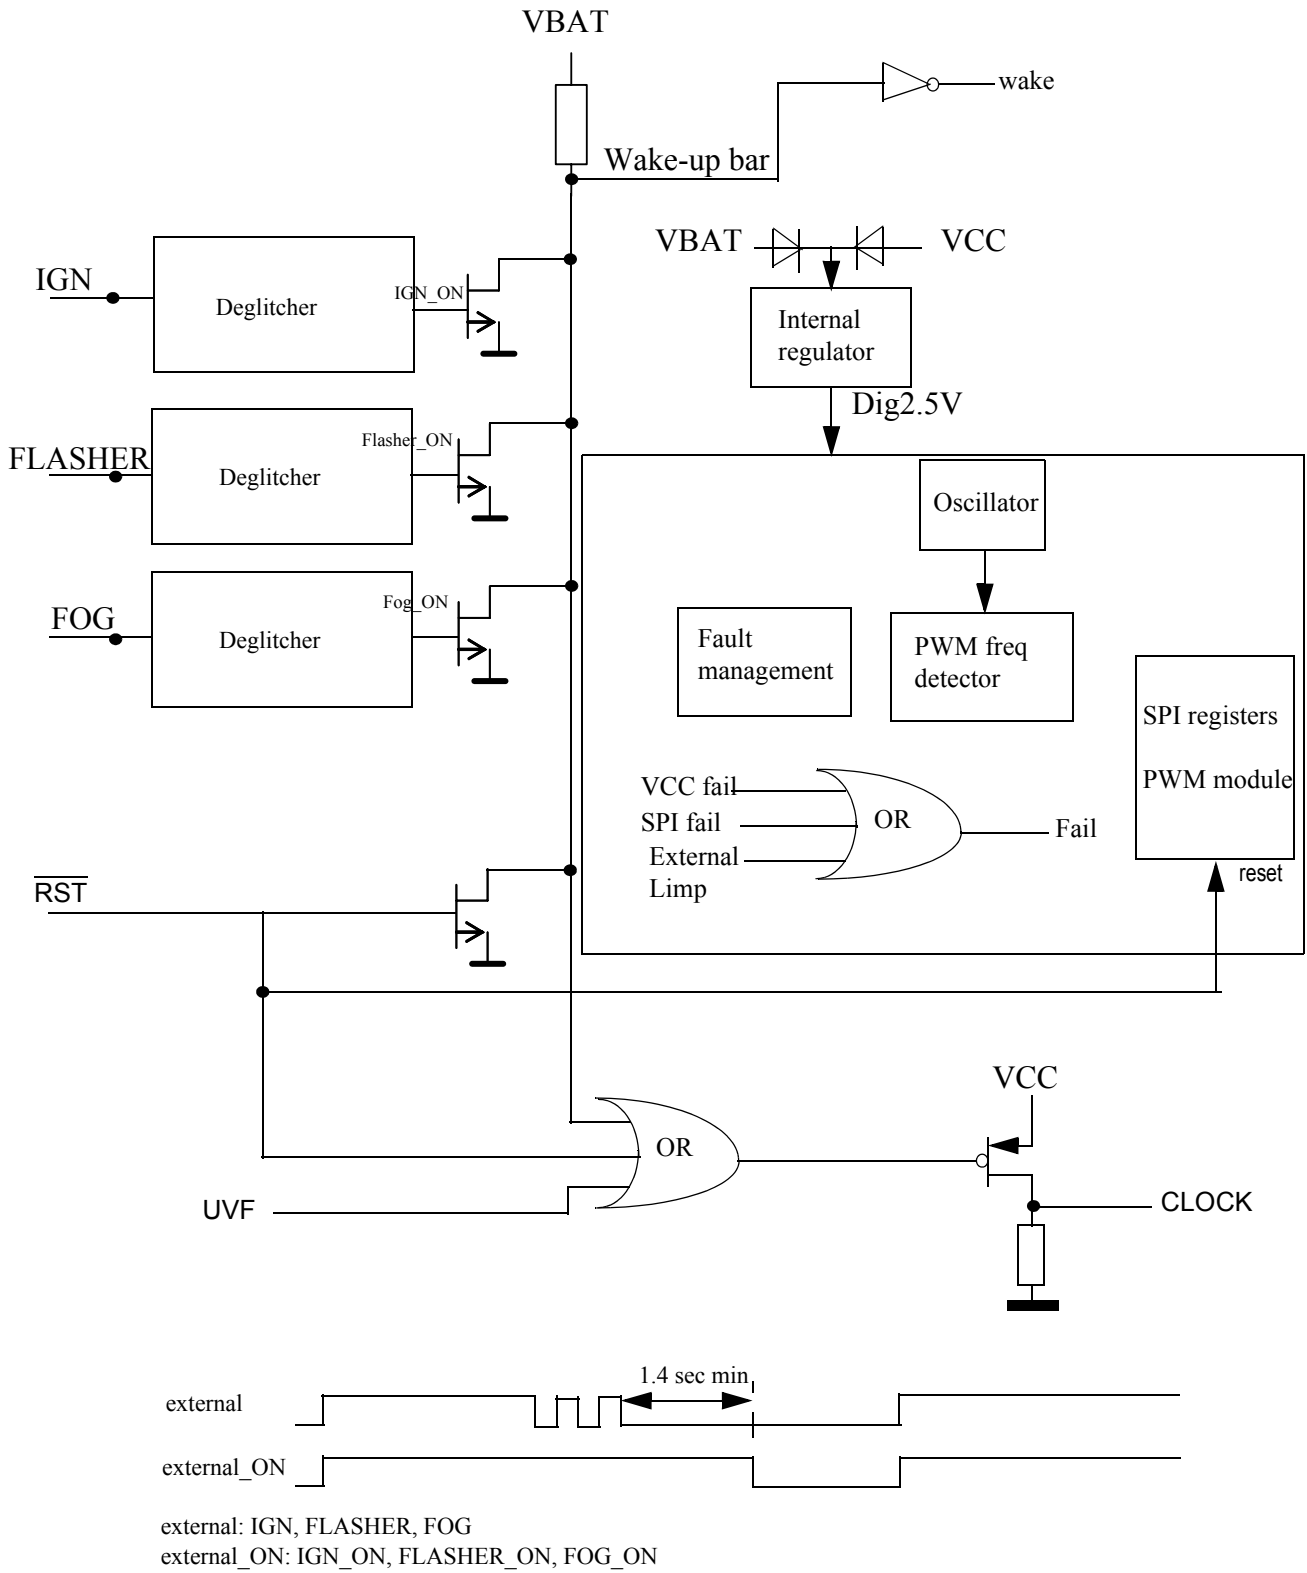 VBAT
wake
Wake-up bar
VBAT
VCC
IGN
Deglitcher
IGN_ON
Internal
regulator
Dig2.5V
FLASHER
Deglitcher
Flasher_ON
Oscillator
FOG
Deglitcher
Fog_ON
Fault
management
PWM freq
detector
SPI registers
PWM module
VCC fail
SPI fail
External
Limp
OR
Fail
reset
RST
VCC
OR
UVF
CLOCK
1.4 sec min
external
external_ON
external: IGN, FLASHER, FOG
external_ON: IGN_ON, FLASHER_ON, FOG_ON